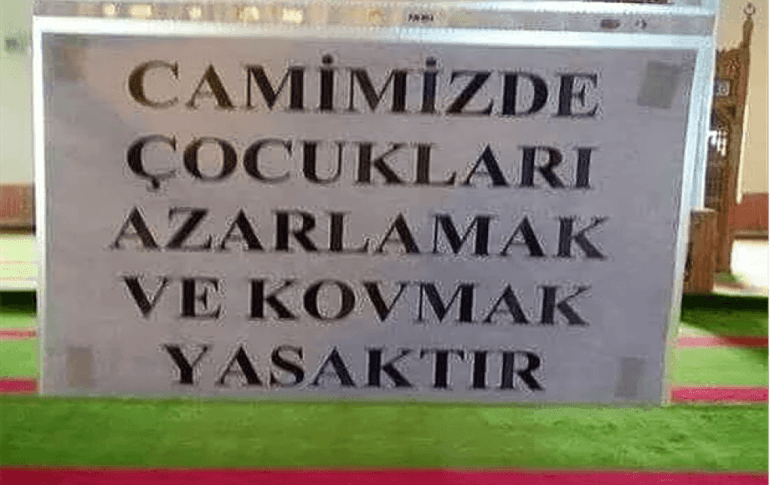 CAMİMİZDE
ÇOCUKLARI
AZARLAMAK
VE KOVMAK
YASAKTIR